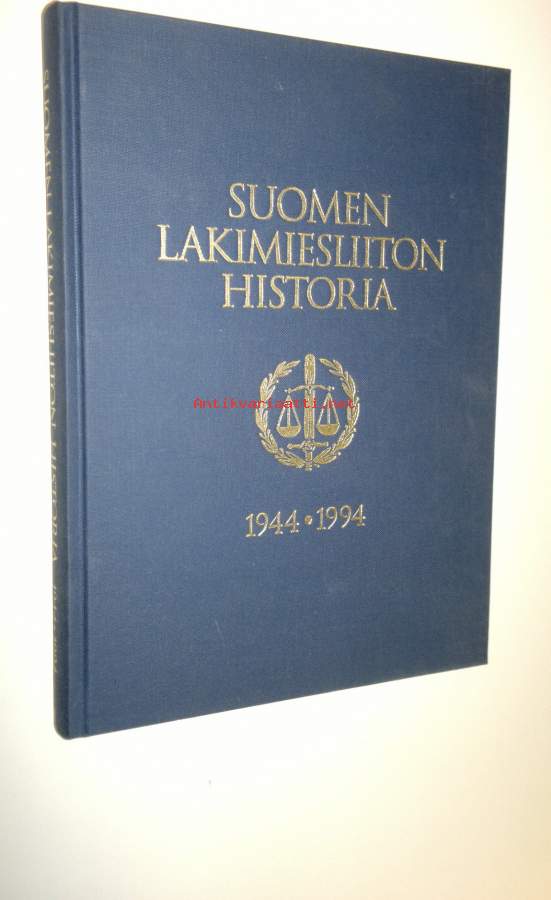 SUOMEN
LAKIMIESLIITON
HISTORIA
Antikvariaatti.net
1944 • 1994
SUOMEN LAKIMIESLIITON HISTORIA